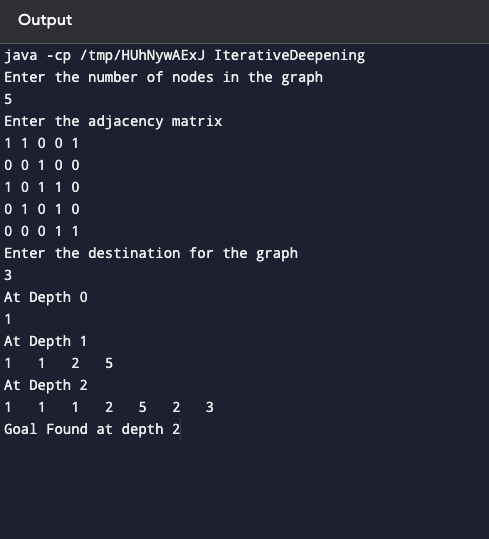 Output
java -cp /tmp/HUhNywAExJ IterativeDeepening
Enter the number of nodes in the graph
5
Enter the adjacency matrix
1 1 0 0 1
0 0 1 0 0
1 0 1 1 0
0 1 0 1 0
0 0 0 1 1
Enter the destination for the graph
3
At Depth 0
1
At Depth 1
1   1   2   5
At Depth 2
1   1   1   2   5   2   3
Goal Found at depth 2